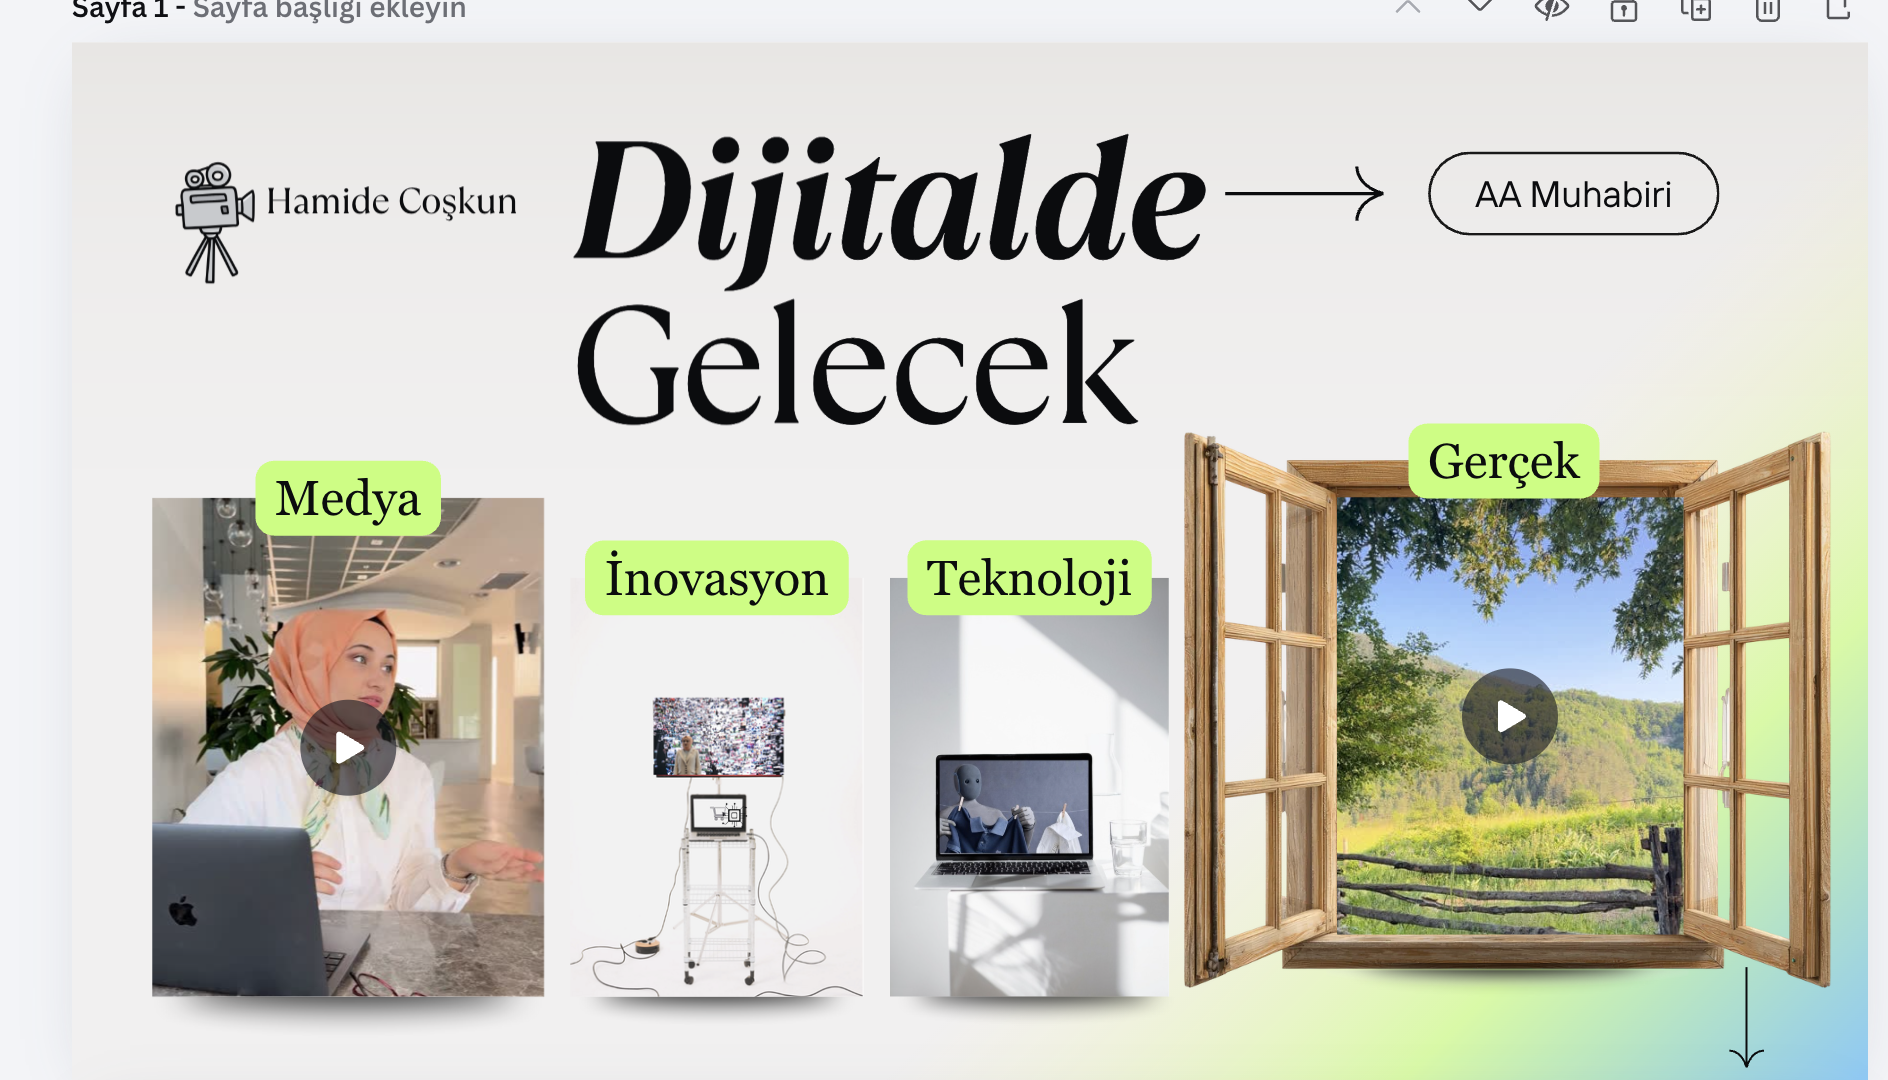 Sayfa 1 - Sayfa başlığı ekleyin
Hamide Coşkun
Dijitalde
Gelecek
AA Muhabiri
Medya
İnovasyon
Teknoloji
Gerçek